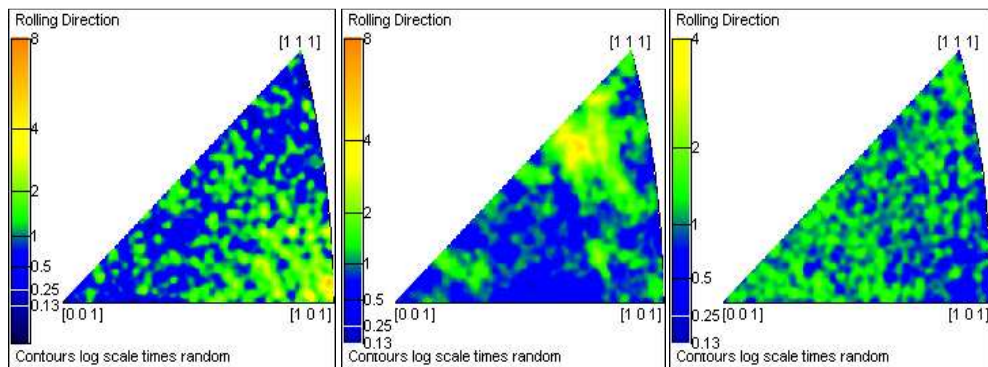 Rolling Direction
8
4
2
1
0.5
0.25
0.13
[1 1 1]
[0 0 1]
[1 0 1]
Contours log scale times random
Rolling Direction
8
4
2
1
0.5
0.25
0.13
[1 1 1]
[0 0 1]
[1 0 1]
Contours log scale times random
Rolling Direction
4
2
1
0.5
0.25
0.13
[1 1 1]
[0 0 1]
[1 0 1]
Contours log scale times random